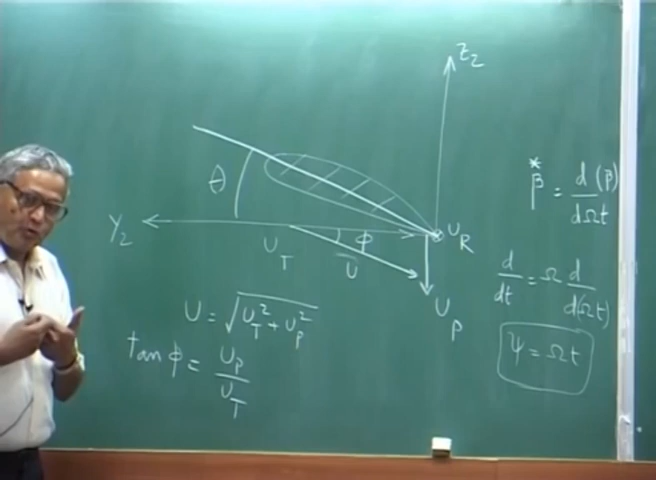 Z₂
θ
Y₂
U_T
φ
U
U_R
U_P
U = √(U_T² + U_P²)
tan φ = U_P / U_T
β* = d(β) / dΩt
d/dt = Ω d/d(Ωt)
ψ = Ωt